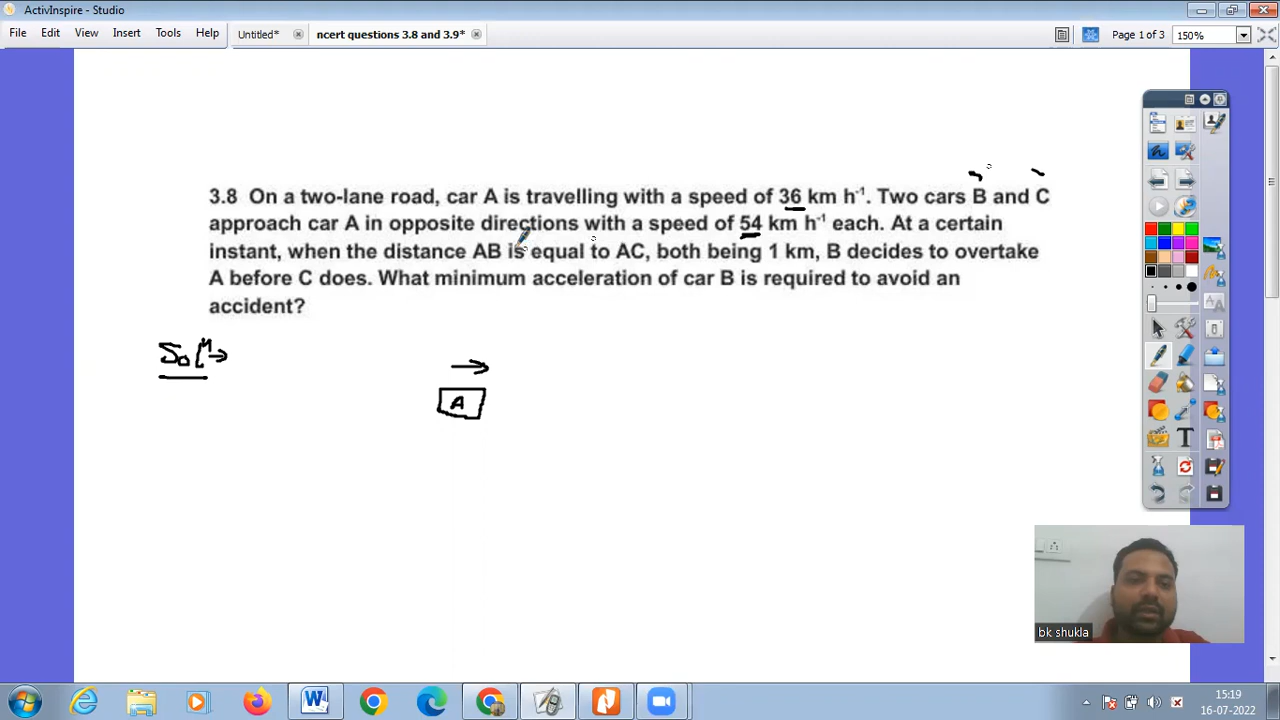 ActivInspire - Studio
File Edit View Insert Tools Help
Untitled*
ncert questions 3.8 and 3.9*
Page 1 of 3
150%
3.8 On a two-lane road, car A is travelling with a speed of 36 km h⁻¹. Two cars B and C
approach car A in opposite directions with a speed of 54 km h⁻¹ each. At a certain
instant, when the distance AB is equal to AC, both being 1 km, B decides to overtake
A before C does. What minimum acceleration of car B is required to avoid an
accident?
Solⁿ→
→
A
bk shukla
15:19
16-07-2022